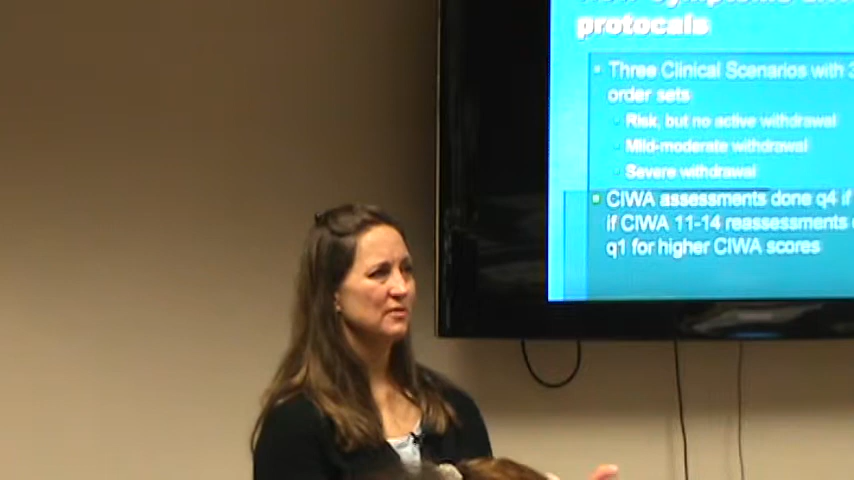 protocals
Three Clinical Scenarios with 3
order sets
Risk, but no active withdrawal
Mild-moderate withdrawal
Severe withdrawal
CIWA assessments done q4 if
If CIWA 11-14 reassessments
q1 for higher CIWA scores